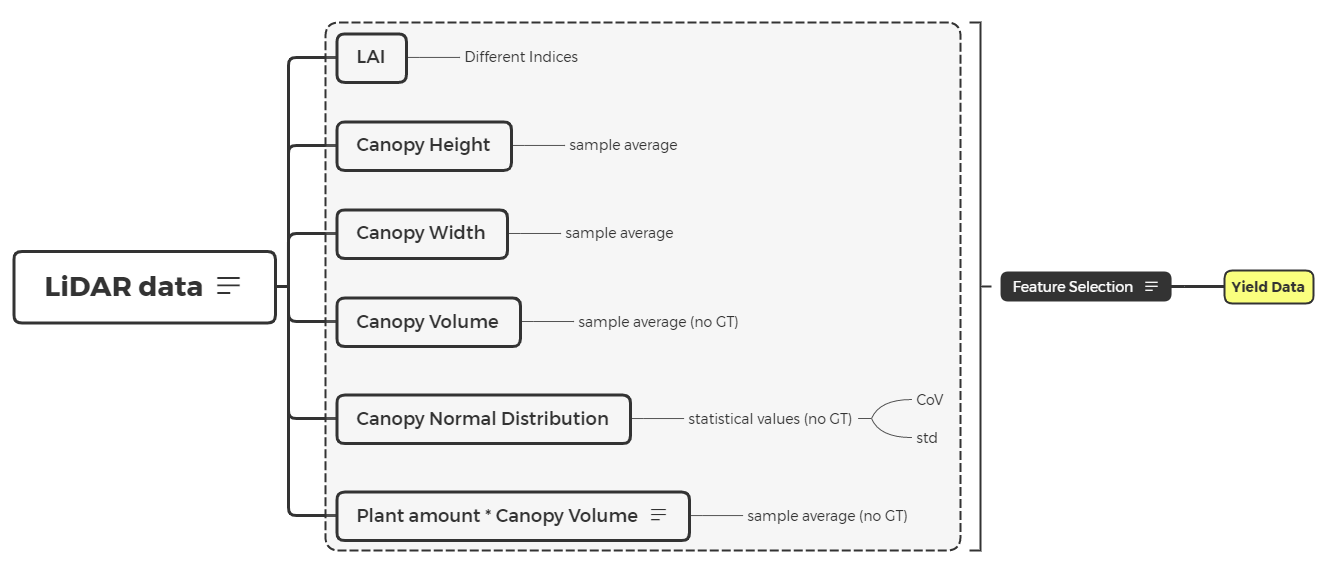 LiDAR data
LAI
Different Indices
Canopy Height
sample average
Canopy Width
sample average
Canopy Volume
sample average (no GT)
Canopy Normal Distribution
statistical values (no GT)
CoV
std
Plant amount * Canopy Volume
sample average (no GT)
Feature Selection
Yield Data